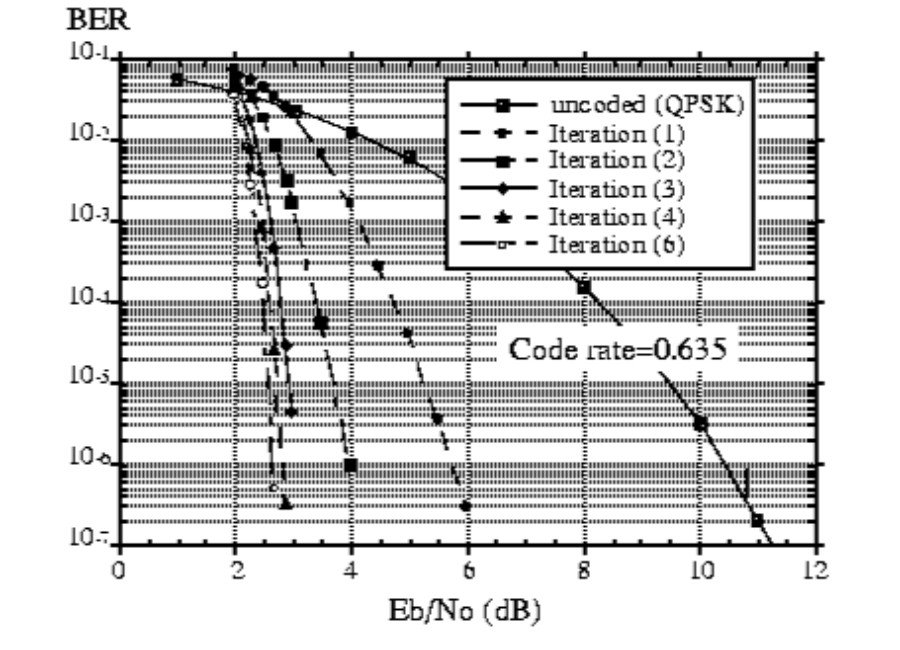 BER
10-1
10-2
10-3
10-4
10-5
10-6
10-7
uncoded (QPSK)
Iteration (1)
Iteration (2)
Iteration (3)
Iteration (4)
Iteration (6)
Code rate=0.635
0 2 4 6 8 10 12
Eb/No (dB)